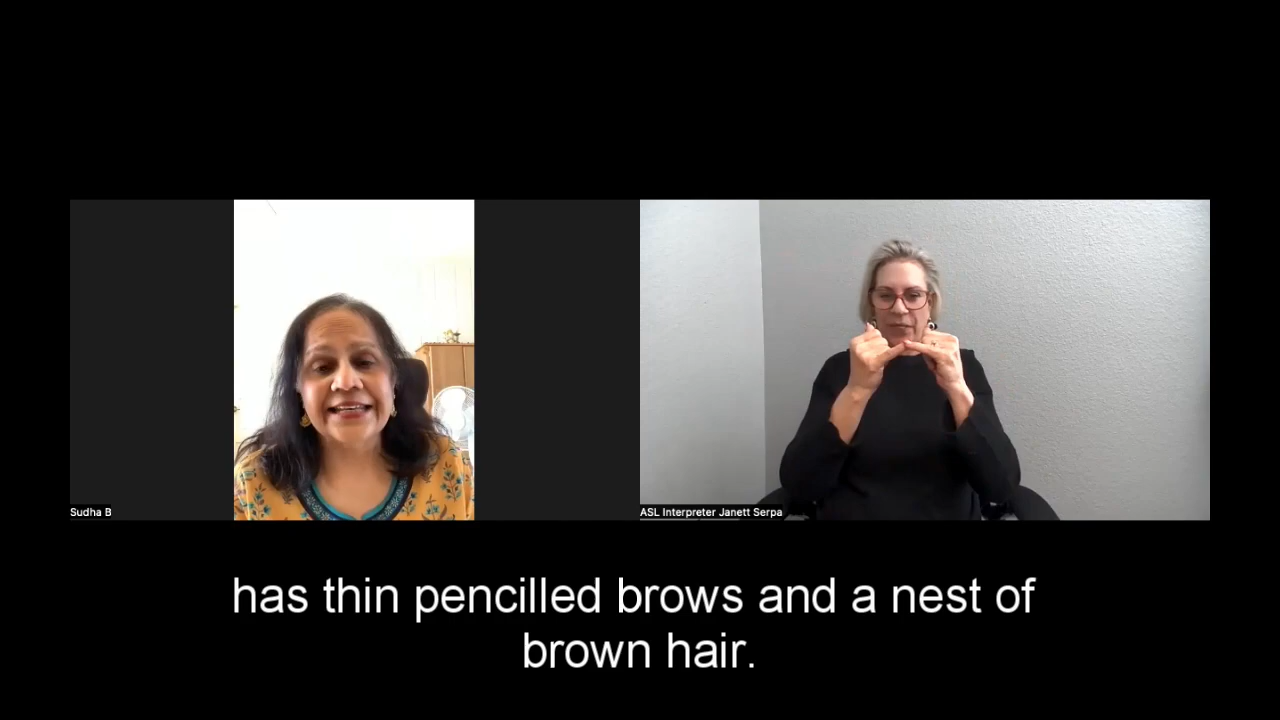 Sudha B
ASL Interpreter Janett Serpa
has thin pencilled brows and a nest of
brown hair.